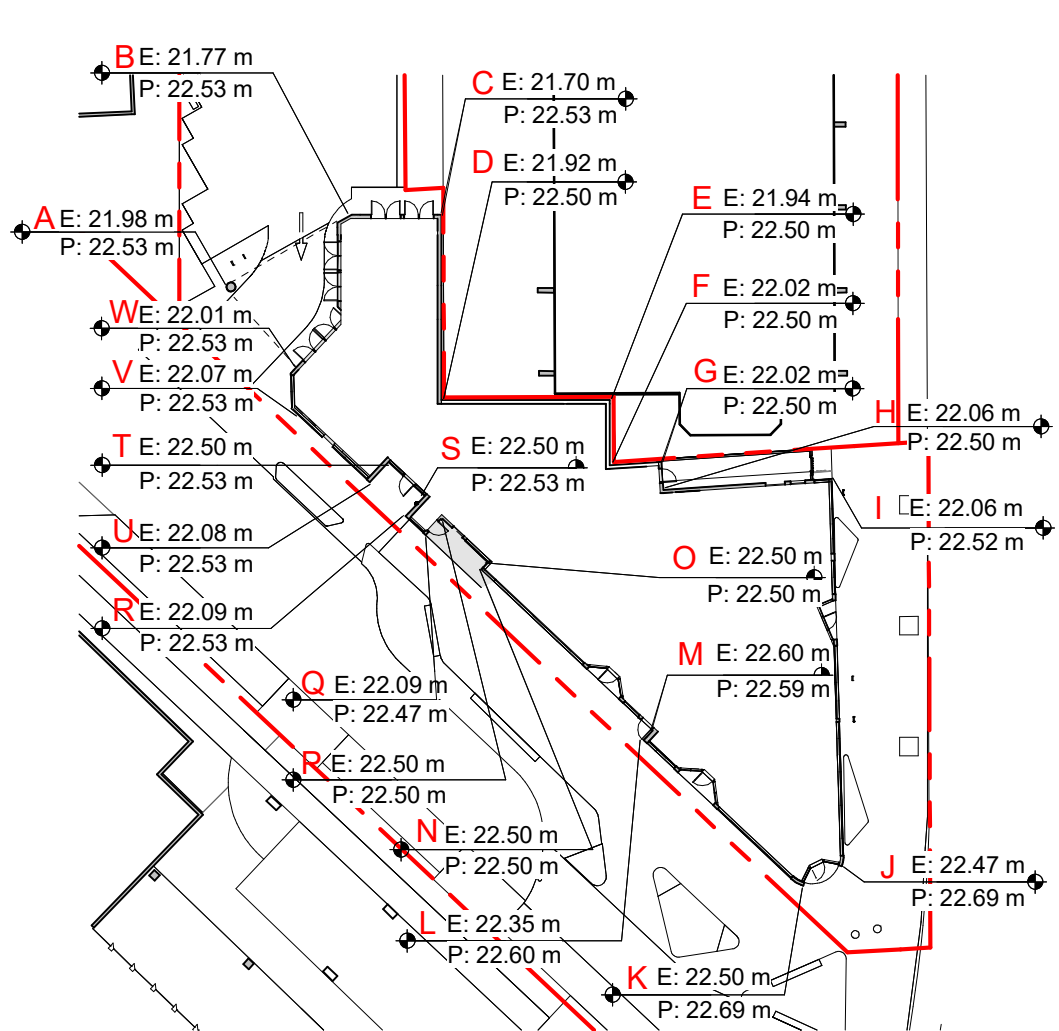 B E: 21.77 m
P: 22.53 m
C E: 21.70 m
P: 22.53 m
D E: 21.92 m
P: 22.50 m
E E: 21.94 m
P: 22.50 m
A E: 21.98 m
P: 22.53 m
F E: 22.02 m
P: 22.50 m
W E: 22.01 m
P: 22.53 m
G E: 22.02 m
P: 22.50 m
V E: 22.07 m
P: 22.53 m
H E: 22.06 m
P: 22.50 m
T E: 22.50 m
P: 22.53 m
S E: 22.50 m
P: 22.53 m
I E: 22.06 m
P: 22.52 m
U E: 22.08 m
P: 22.53 m
O E: 22.50 m
P: 22.50 m
R E: 22.09 m
P: 22.53 m
M E: 22.60 m
P: 22.59 m
Q E: 22.09 m
P: 22.47 m
P E: 22.50 m
P: 22.50 m
N E: 22.50 m
P: 22.50 m
J E: 22.47 m
P: 22.69 m
L E: 22.35 m
P: 22.60 m
K E: 22.50 m
P: 22.69 m